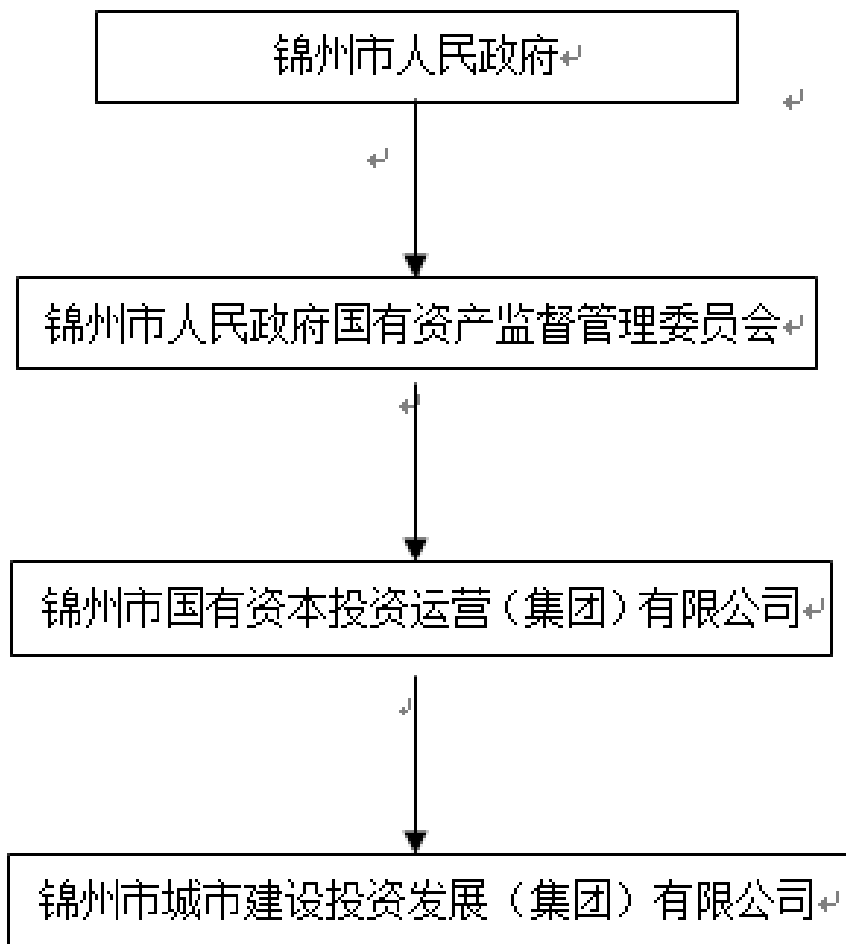 锦州市人民政府
锦州市人民政府国有资产监督管理委员会
锦州市国有资本投资运营（集团）有限公司
锦州市城市建设投资发展（集团）有限公司